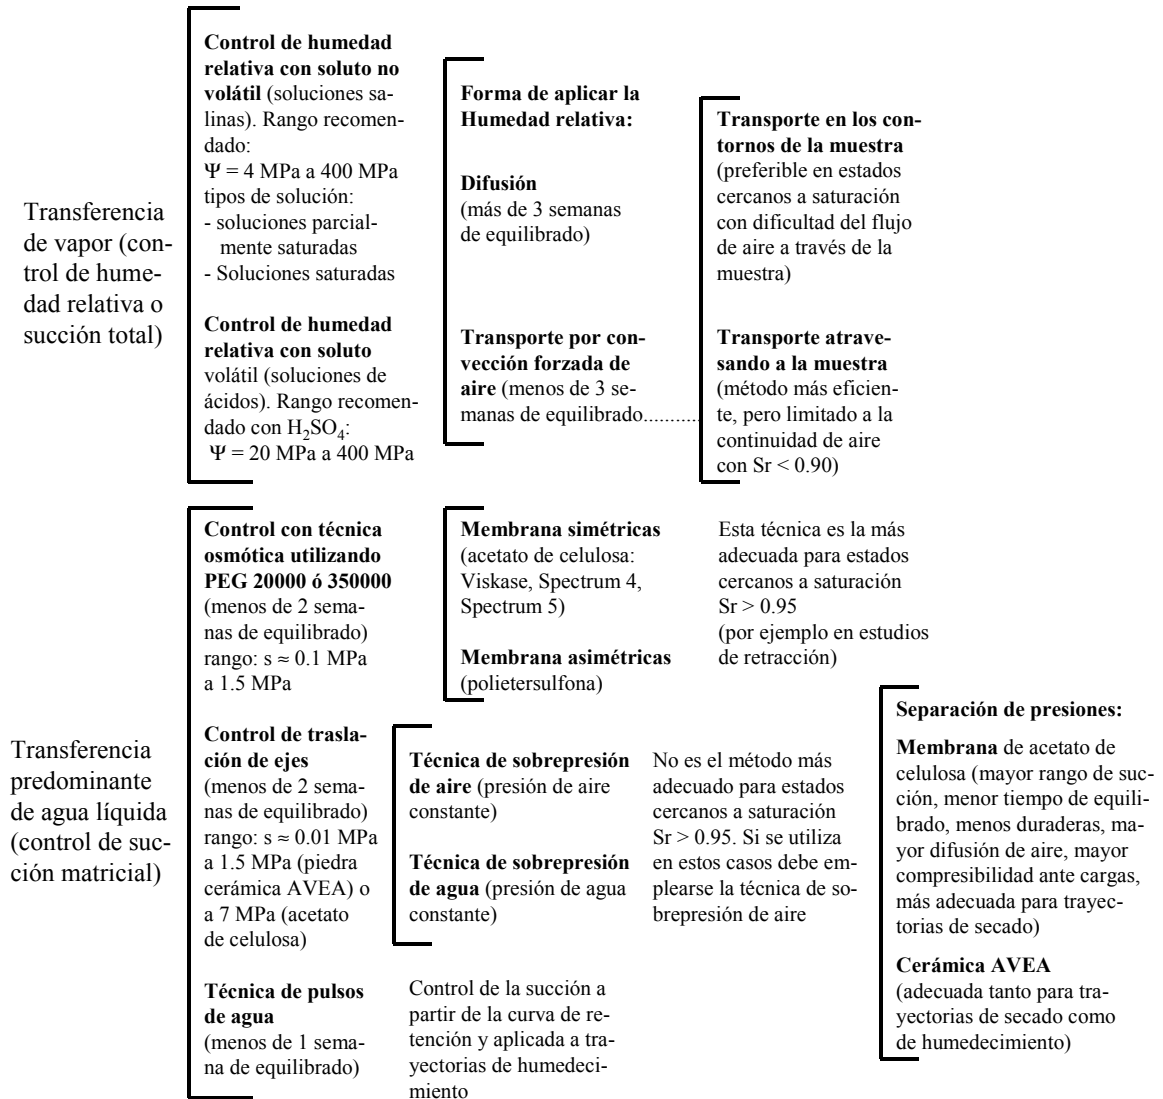 Transferencia
de vapor (con-
trol de hume-
dad relativa o
succión total)
Control de humedad
relativa con soluto no
volátil (soluciones sa-
linas). Rango recomen-
dado:
Ψ = 4 MPa a 400 MPa
tipos de solución:
- soluciones parcial-
mente saturadas
- Soluciones saturadas
Control de humedad
relativa con soluto
volátil (soluciones de
ácidos). Rango recomen-
dado con H₂SO₄:
Ψ = 20 MPa a 400 MPa
Forma de aplicar la
Humedad relativa:
Difusión
(más de 3 semanas
de equilibrado)
Transporte por con-
vección forzada de
aire (menos de 3 se-
manas de equilibrado...........
Transporte en los con-
tornos de la muestra
(preferible en estados
cercanos a saturación
con dificultad del flujo
de aire a través de la
muestra)
Transporte atrave-
sando a la muestra
(método más eficien-
te, pero limitado a la
continuidad de aire
con Sr < 0.90)
Transferencia
predominante
de agua líquida
(control de suc-
ción matricial)
Control con técnica
osmótica utilizando
PEG 20000 ó 350000
(menos de 2 sema-
nas de equilibrado)
rango: s ≈ 0.1 MPa
a 1.5 MPa
Membrana simétricas
(acetato de celulosa:
Viskase, Spectrum 4,
Spectrum 5)
Membrana asimétricas
(polietersulfona)
Esta técnica es la más
adecuada para estados
cercanos a saturación
Sr > 0.95
(por ejemplo en estudios
de retracción)
Control de trasla-
ción de ejes
(menos de 2 sema-
nas de equilibrado)
rango: s ≈ 0.01 MPa
a 1.5 MPa (piedra
cerámica AVEA) o
a 7 MPa (acetato
de celulosa)
Técnica de sobrepresión
de aire (presión de aire
constante)
Técnica de sobrepresión
de agua (presión de agua
constante)
No es el método más
adecuado para estados
cercanos a saturación
Sr > 0.95. Si se utiliza
en estos casos debe em-
plearse la técnica de so-
brepresión de aire
Separación de presiones:
Membrana de acetato de
celulosa (mayor rango de suc-
ción, menor tiempo de equili-
brado, menos duraderas, ma-
yor difusión de aire, mayor
compresibilidad ante cargas,
más adecuada para trayec-
torias de secado)
Cerámica AVEA
(adecuada tanto para tra-
yectorias de secado como
de humedecimiento)
Técnica de pulsos
de agua
(menos de 1 sema-
na de equilibrado)
Control de la succión a
partir de la curva de re-
tención y aplicada a tra-
yectorias de humedeci-
miento